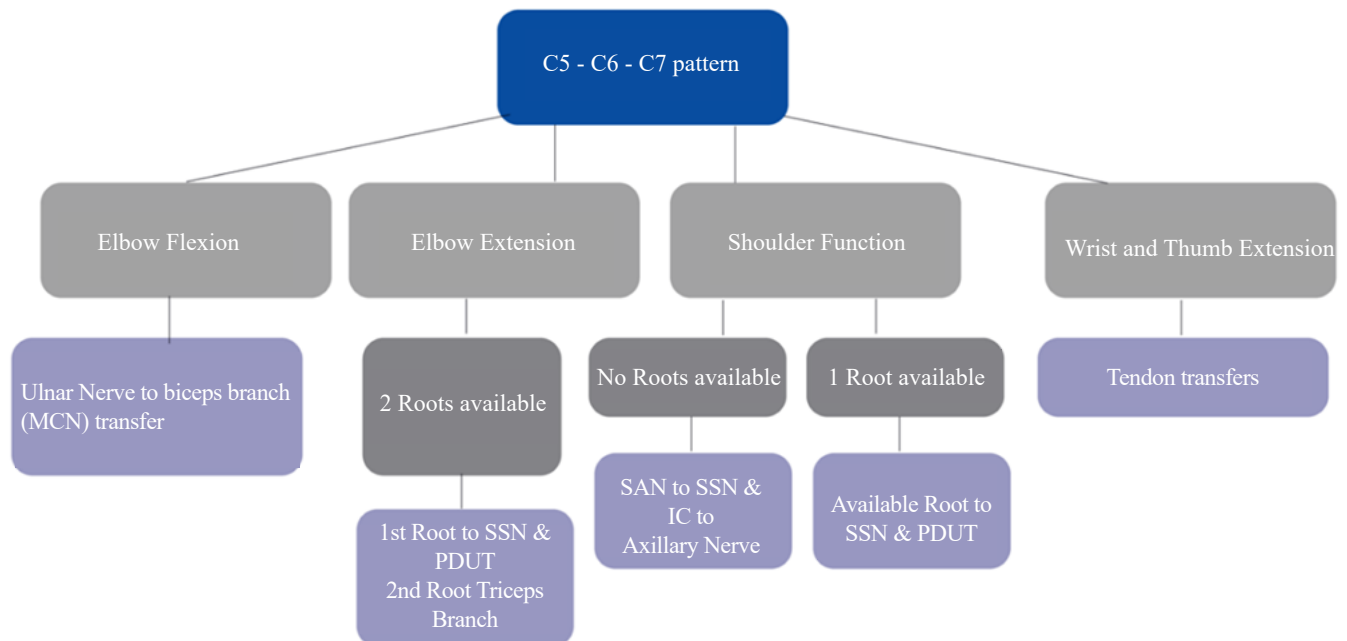 C5 - C6 - C7 pattern
Elbow Flexion
Elbow Extension
Shoulder Function
Wrist and Thumb Extension
Ulnar Nerve to biceps branch
(MCN) transfer
2 Roots available
No Roots available
1 Root available
Tendon transfers
1st Root to SSN &
PDUT
2nd Root Triceps
Branch
SAN to SSN &
IC to
Axillary Nerve
Available Root to
SSN & PDUT